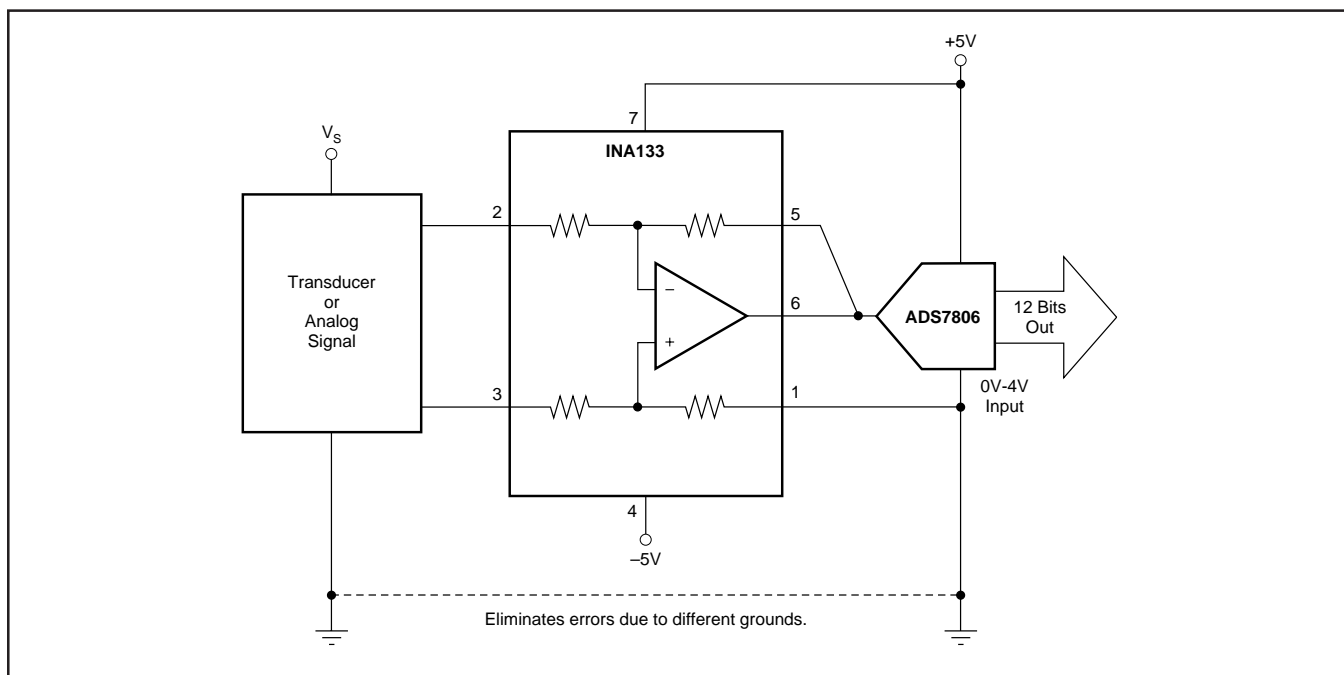 +5V
7
V_S
INA133
2
5
Transducer
or
Analog
Signal
−
6
ADS7806
12 Bits
Out
+
3
1
0V-4V
Input
4
–5V
Eliminates errors due to different grounds.